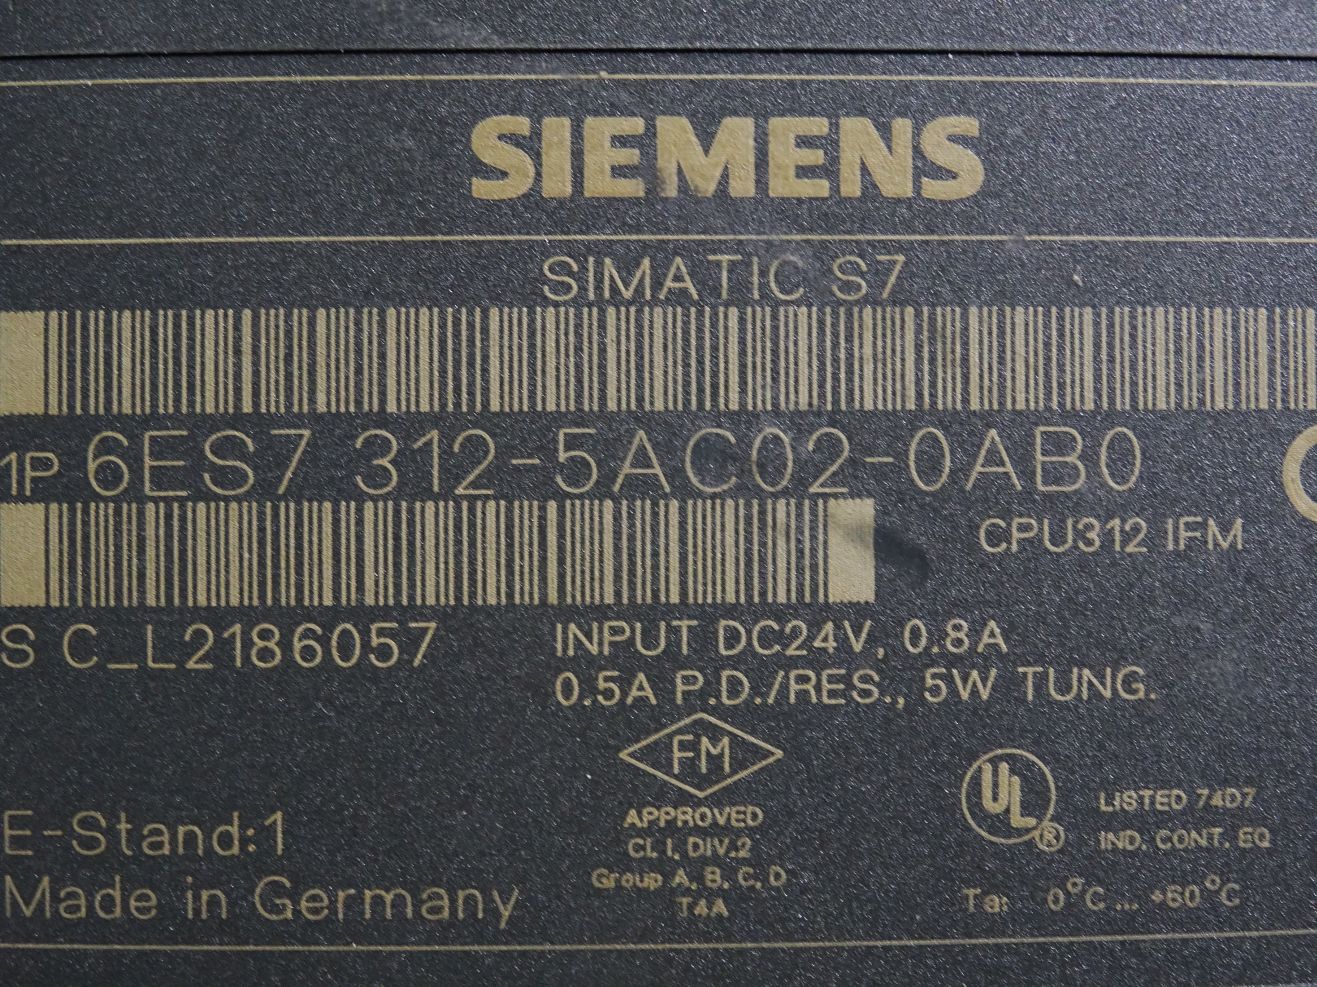 SIEMENS
SIMATIC S7
1P 6ES7 312-5AC02-0AB0
CPU312 IFM
S C_L2186057
INPUT DC24V, 0.8A
0.5A P.D./RES., 5W TUNG.
FM
APPROVED
CL I, DIV.2
Group A, B, C, D
T4A
UL ®
LISTED 74D7
IND. CONT. EQ
Ta: 0°C... +60°C
E-Stand:1
Made in Germany